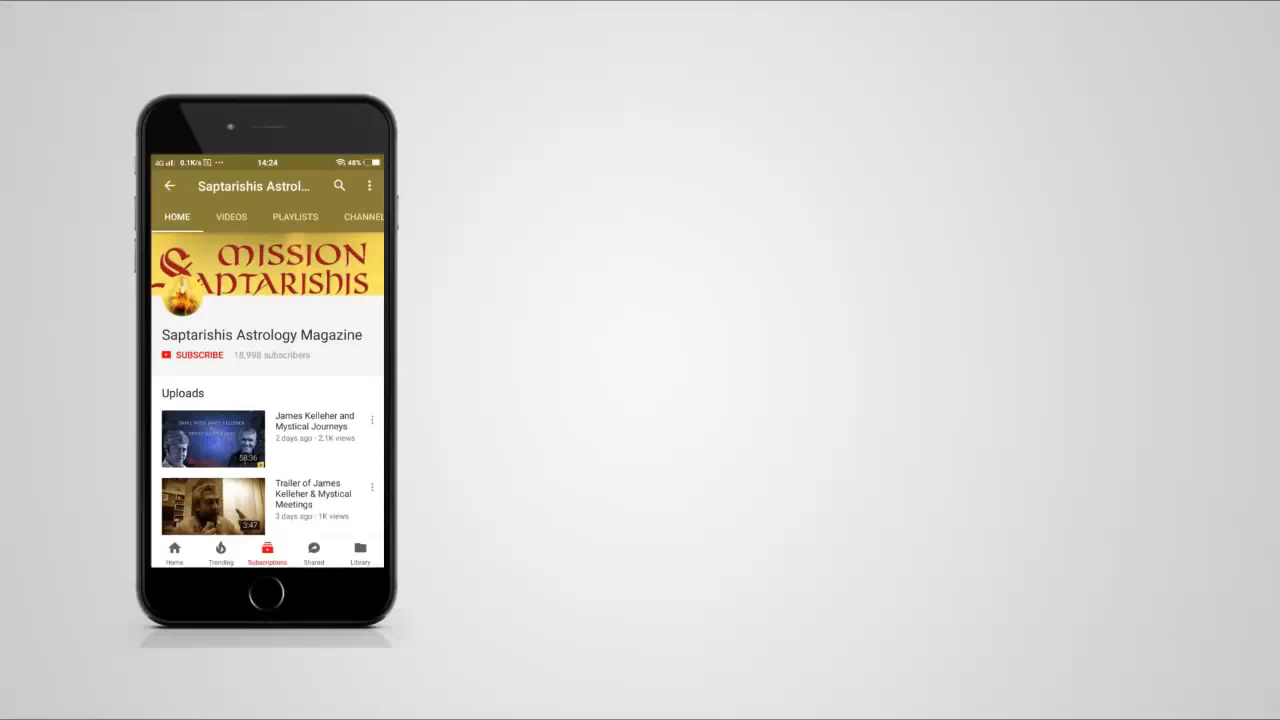 4G 0.1K/s ... 14:24 48%
Saptarishis Astrol...
HOME VIDEOS PLAYLISTS CHANNEL
MISSION
SAPTARISHIS
Saptarishis Astrology Magazine
SUBSCRIBE 18,998 subscribers
Uploads
James Kelleher and
Mystical Journeys
2 days ago · 2.1K views
58:36
Trailer of James
Kelleher & Mystical
Meetings
3 days ago · 1K views
3:47
Home Trending Subscriptions Shared Library